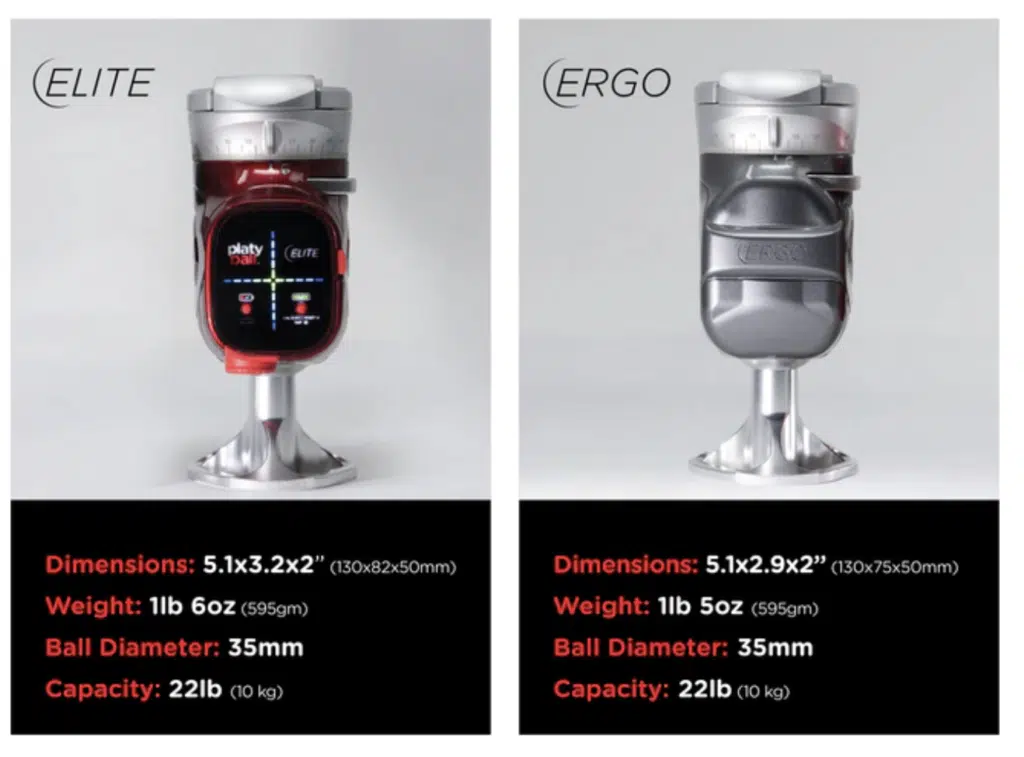 ELITE
platy
ball.
ELITE
Dimensions: 5.1x3.2x2” (130x82x50mm)
Weight: 1lb 6oz (595gm)
Ball Diameter: 35mm
Capacity: 22lb (10 kg)
ERGO
ERGO
Dimensions: 5.1x2.9x2” (130x75x50mm)
Weight: 1lb 5oz (595gm)
Ball Diameter: 35mm
Capacity: 22lb (10 kg)